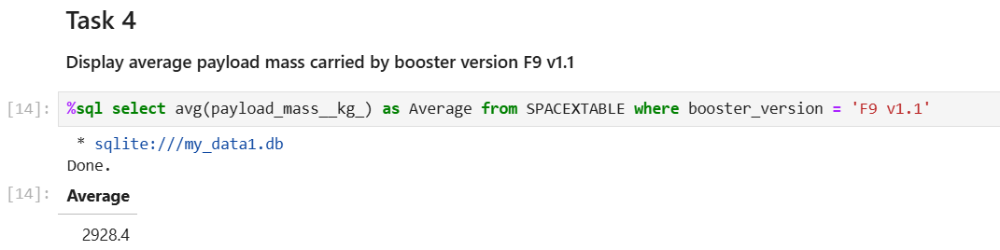 Task 4
Display average payload mass carried by booster version F9 v1.1
[14]: %sql select avg(payload_mass__kg_) as Average from SPACEXTABLE where booster_version = 'F9 v1.1'
* sqlite:///my_data1.db
Done.
[14]: Average
2928.4